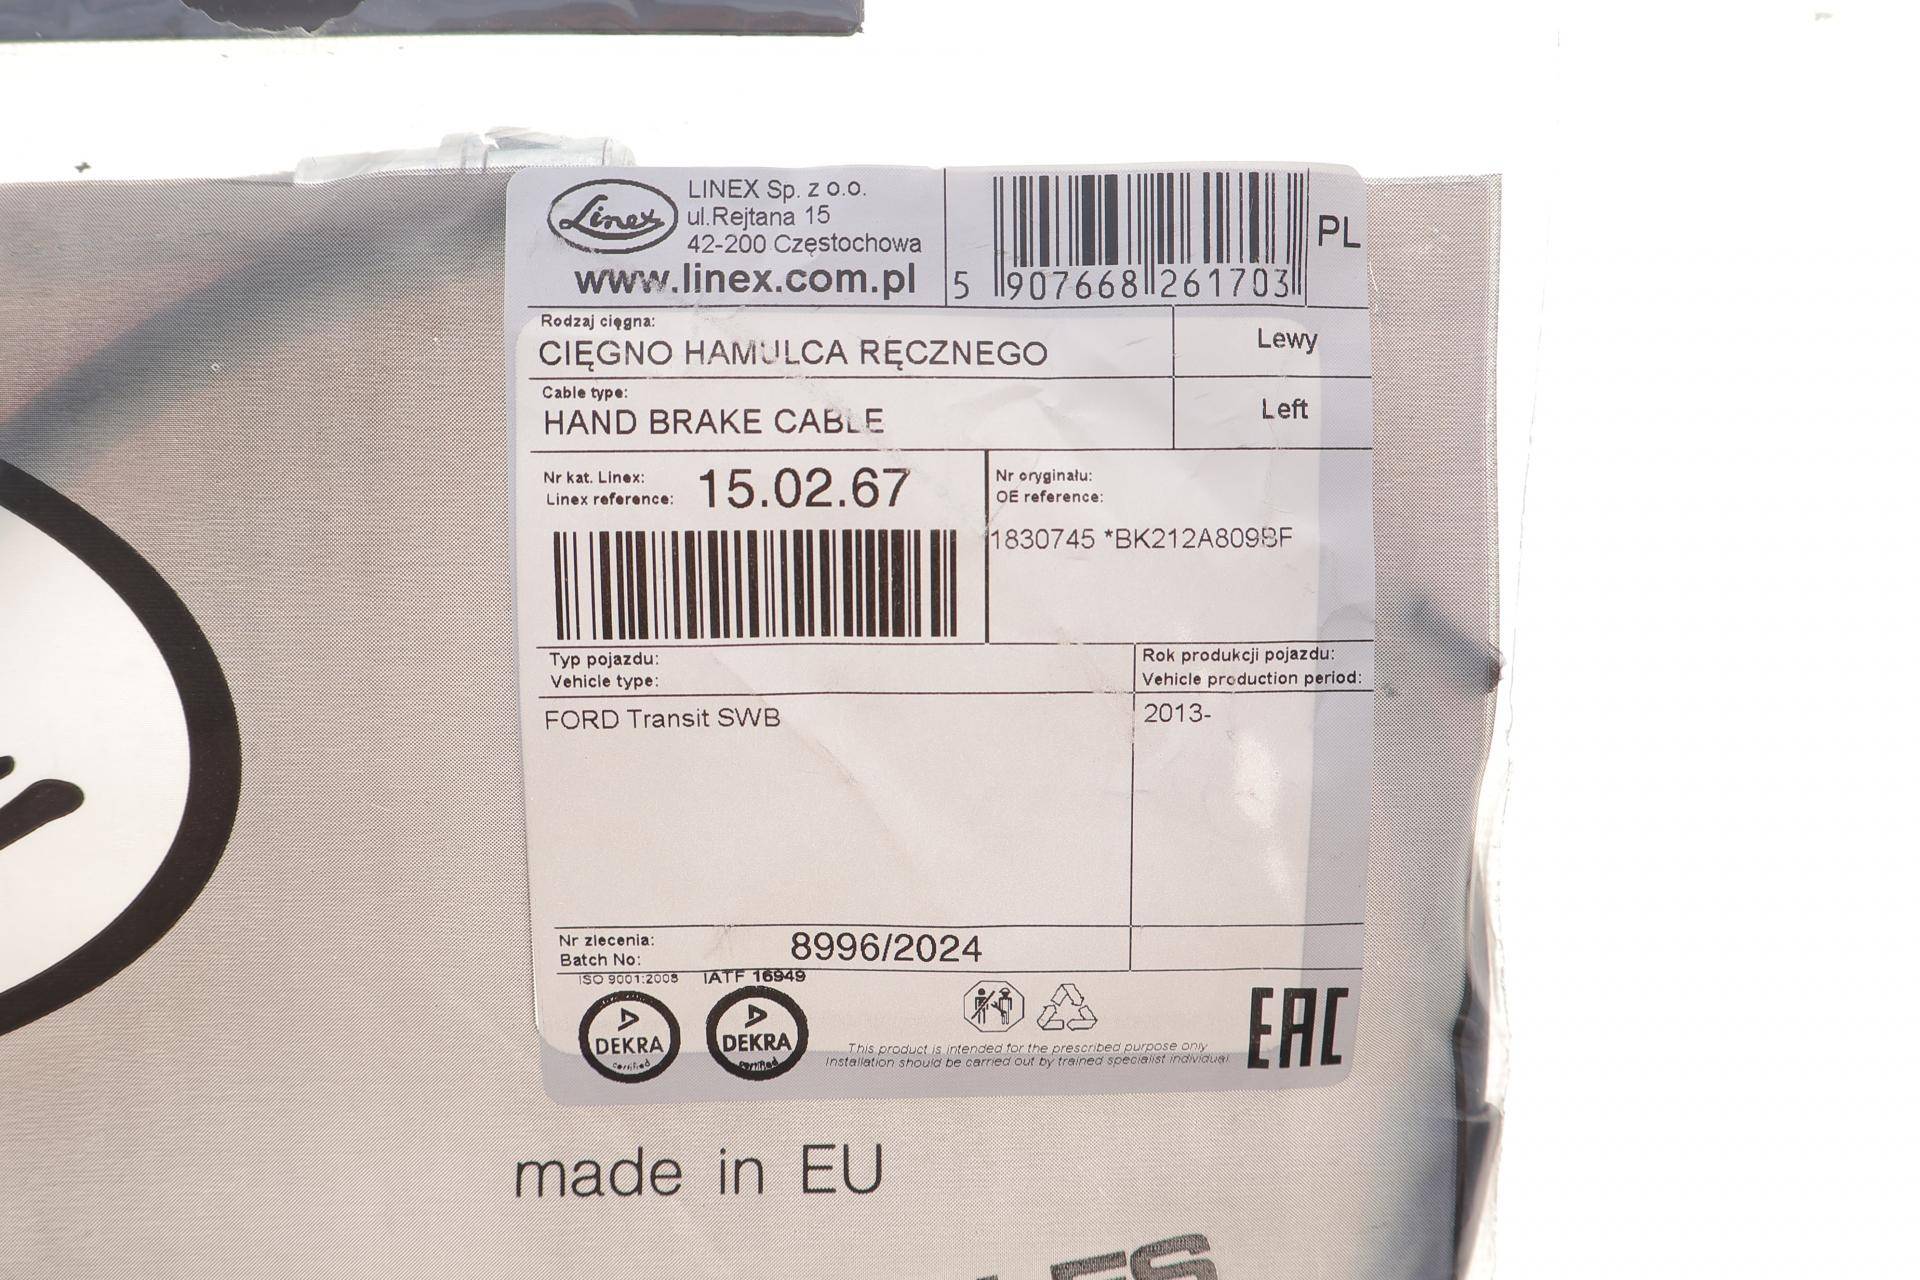 Linex
LINEX Sp. z o.o.
ul.Rejtana 15
42-200 Częstochowa
www.linex.com.pl
5 907668 261703
PL
Rodzaj cięgna:
CIĘGNO HAMULCA RĘCZNEGO
Lewy
Cable type:
HAND BRAKE CABLE
Left
Nr kat. Linex:
Linex reference:
15.02.67
Nr oryginału:
OE reference:
1830745 *BK212A809BF
Typ pojazdu:
Vehicle type:
Rok produkcji pojazdu:
Vehicle production period:
FORD Transit SWB
2013-
Nr zlecenia:
Batch No:
8996/2024
ISO 9001:2008
IATF 16949
DEKRA
certified
DEKRA
certified
This product is intended for the prescribed purpose only
Installation should be carried out by trained specialist individual.
EAC
made in EU